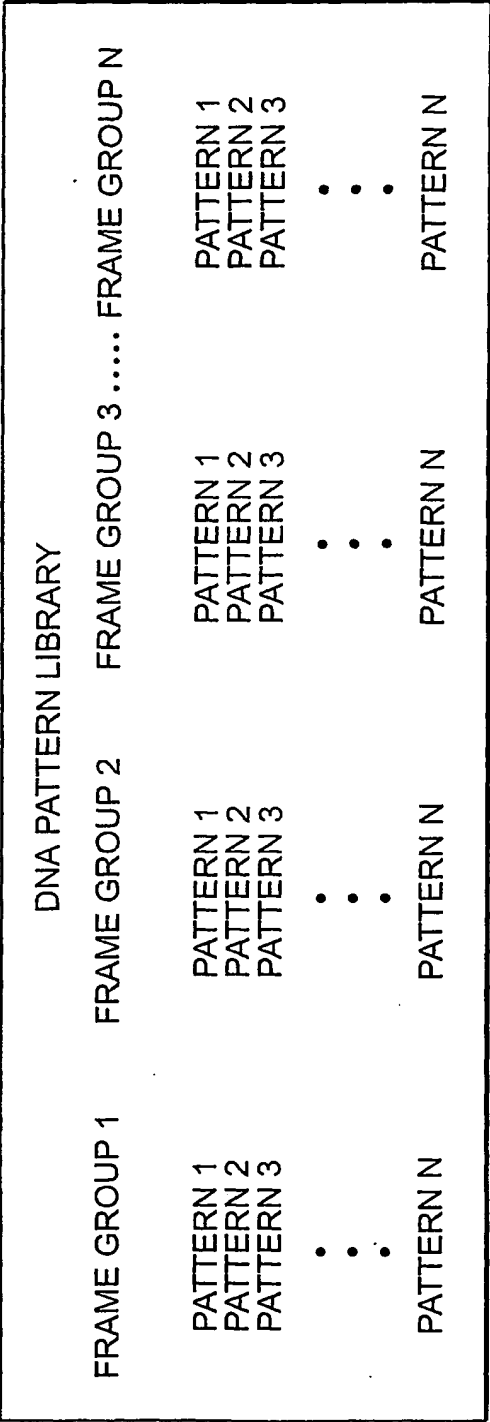 DNA PATTERN LIBRARY
FRAME GROUP 1 FRAME GROUP 2 FRAME GROUP 3 ..... FRAME GROUP N
PATTERN 1 PATTERN 1 PATTERN 1 PATTERN 1
PATTERN 2 PATTERN 2 PATTERN 2 PATTERN 2
PATTERN 3 PATTERN 3 PATTERN 3 PATTERN 3
• • • •
• • • •
• • • •
PATTERN N PATTERN N PATTERN N PATTERN N